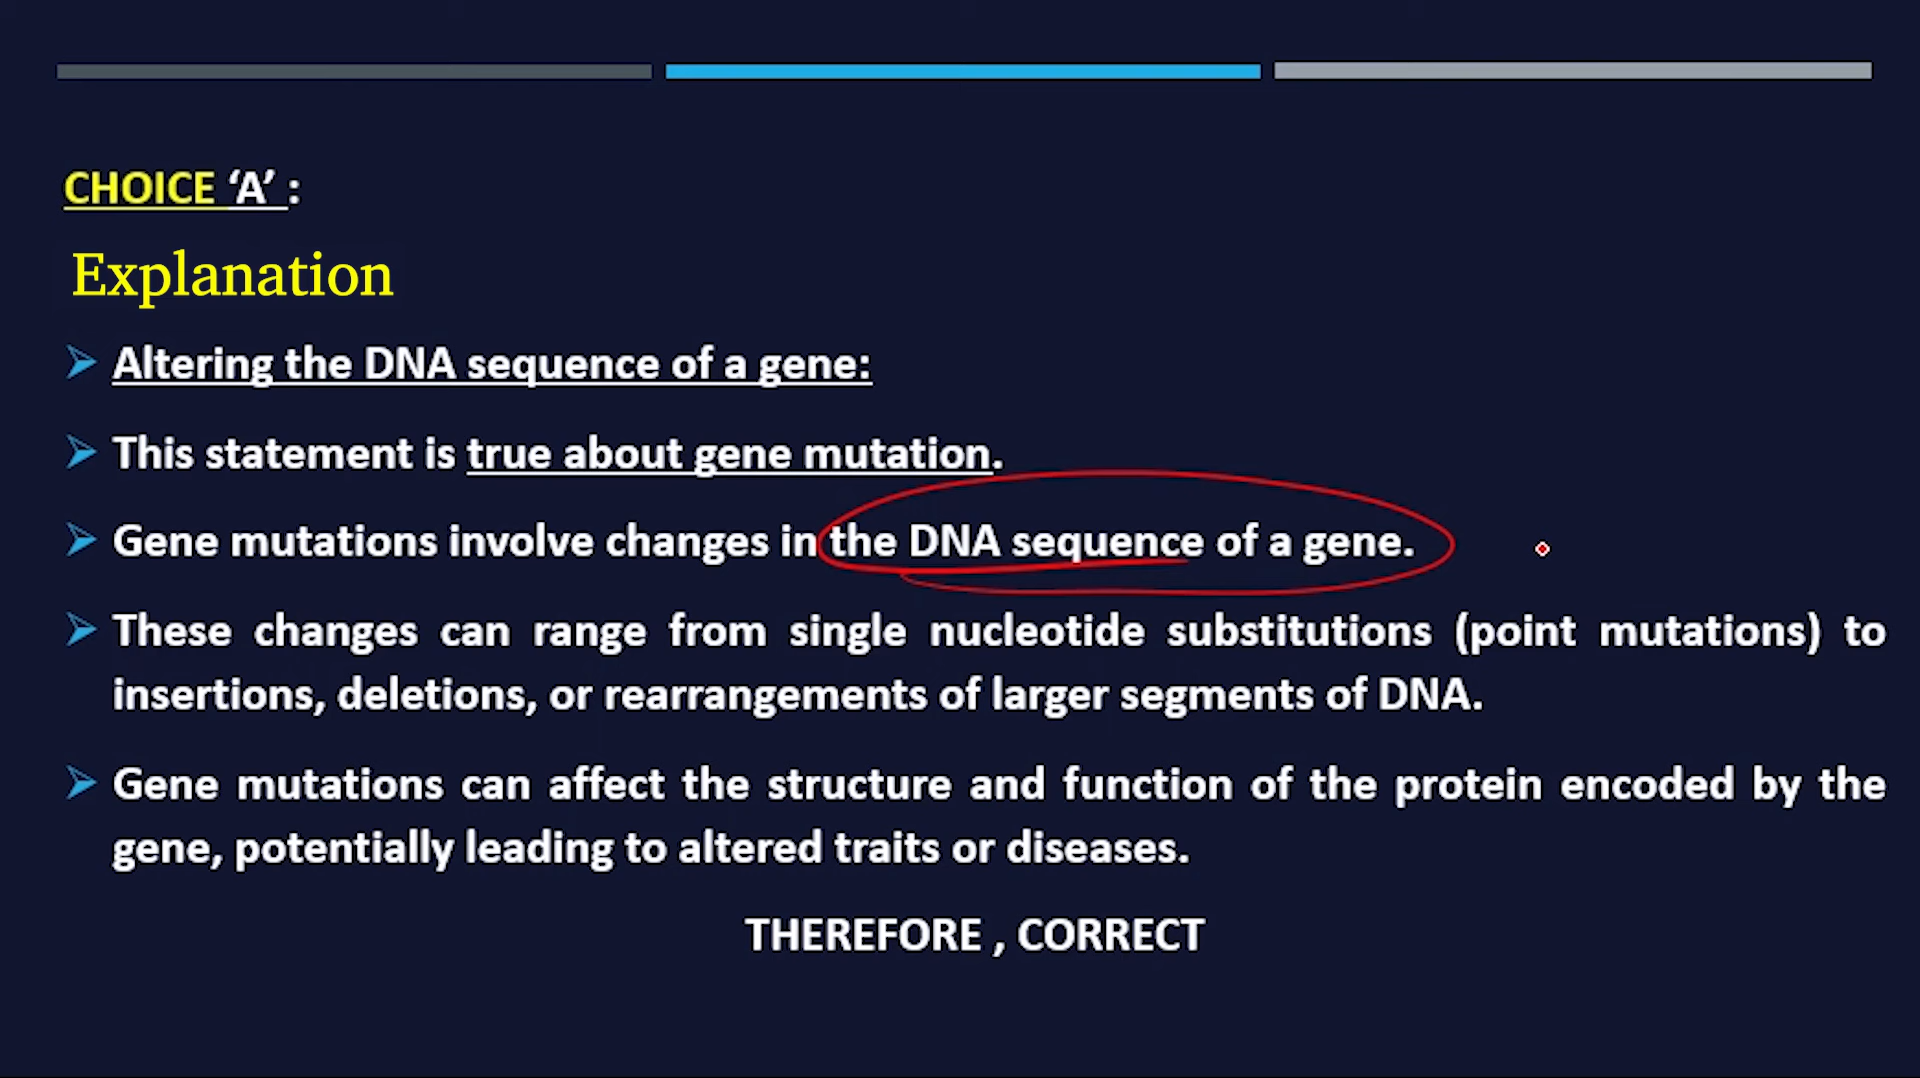 CHOICE ‘A’ :
Explanation
Altering the DNA sequence of a gene:
This statement is true about gene mutation.
Gene mutations involve changes in the DNA sequence of a gene.
These changes can range from single nucleotide substitutions (point mutations) to
insertions, deletions, or rearrangements of larger segments of DNA.
Gene mutations can affect the structure and function of the protein encoded by the
gene, potentially leading to altered traits or diseases.
THEREFORE , CORRECT